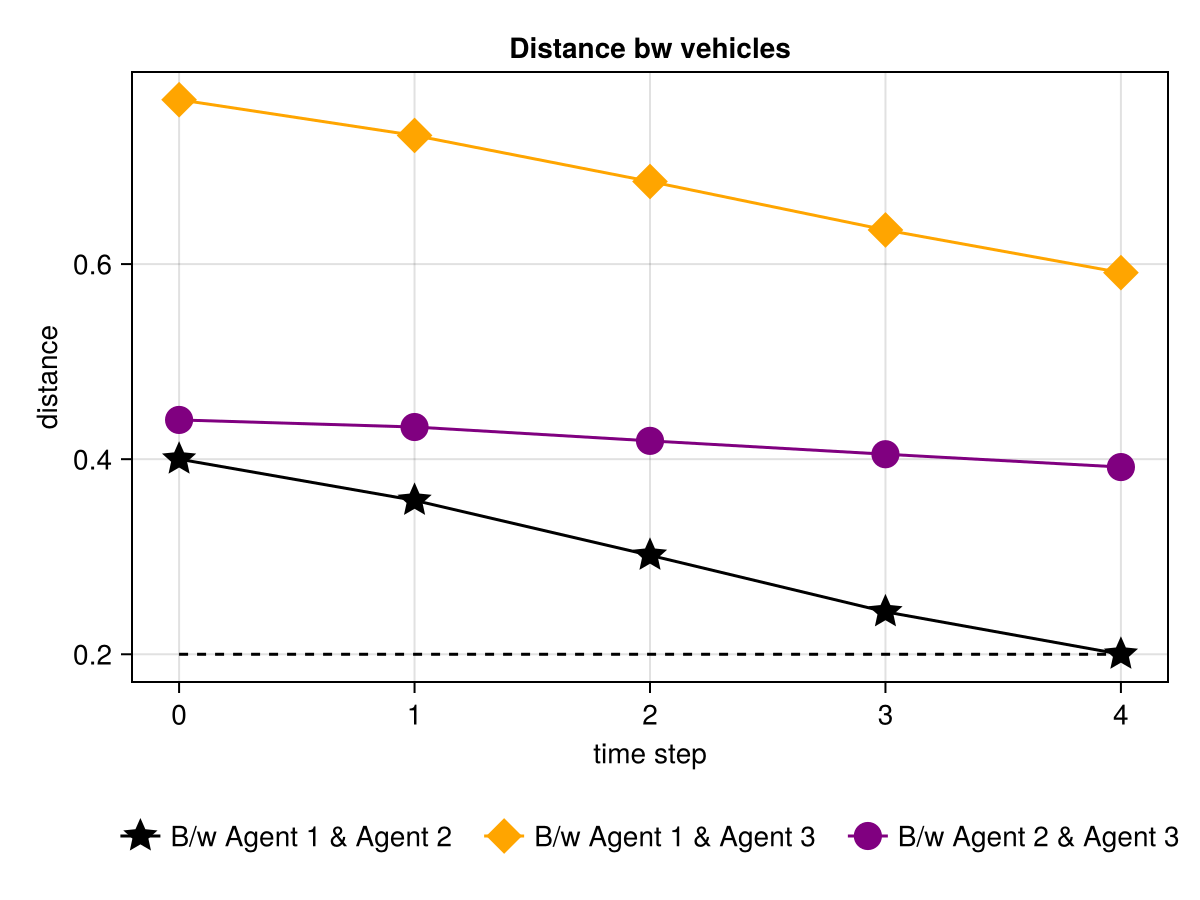 Distance bw vehicles
distance
0.6
0.4
0.2
0 1 2 3 4
time step
B/w Agent 1 & Agent 2 B/w Agent 1 & Agent 3 B/w Agent 2 & Agent 3